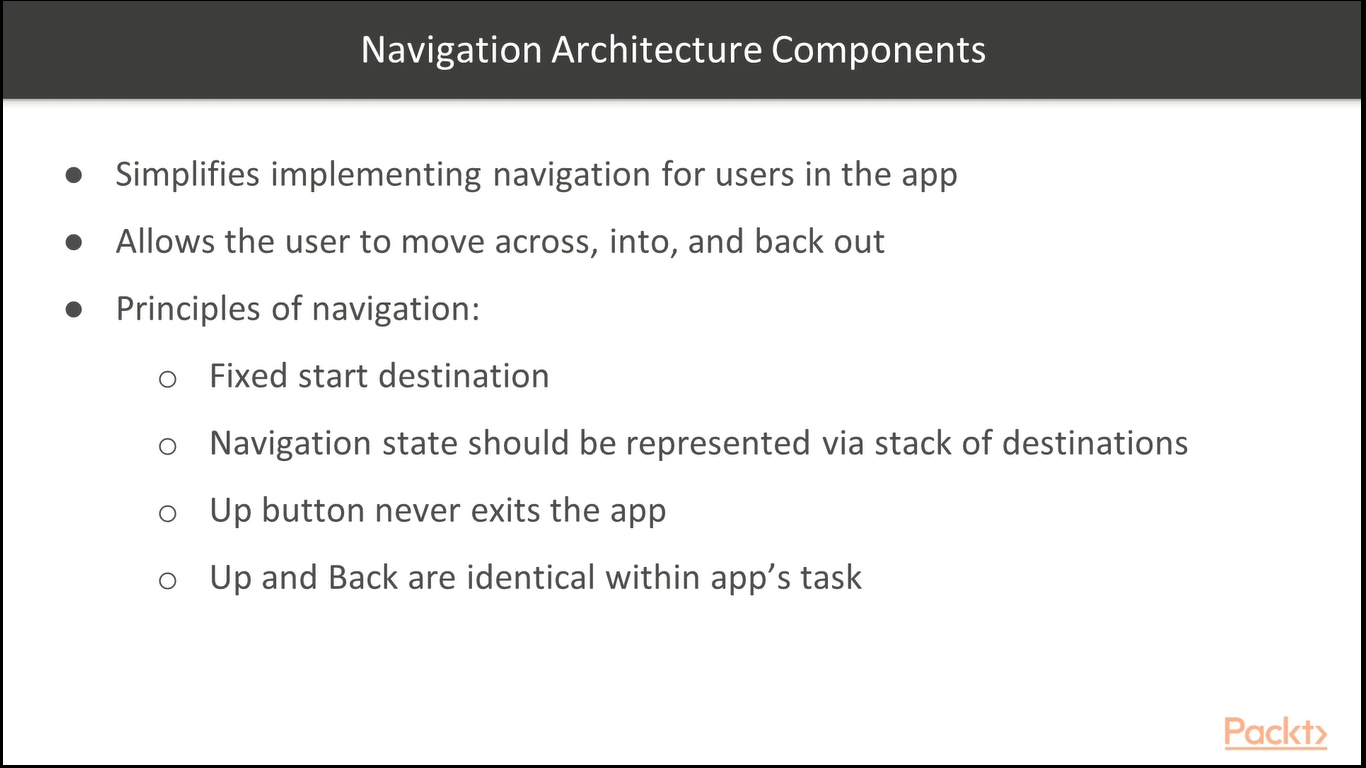 Navigation Architecture Components
● Simplifies implementing navigation for users in the app
● Allows the user to move across, into, and back out
● Principles of navigation:
○ Fixed start destination
○ Navigation state should be represented via stack of destinations
○ Up button never exits the app
○ Up and Back are identical within app’s task
Packt>